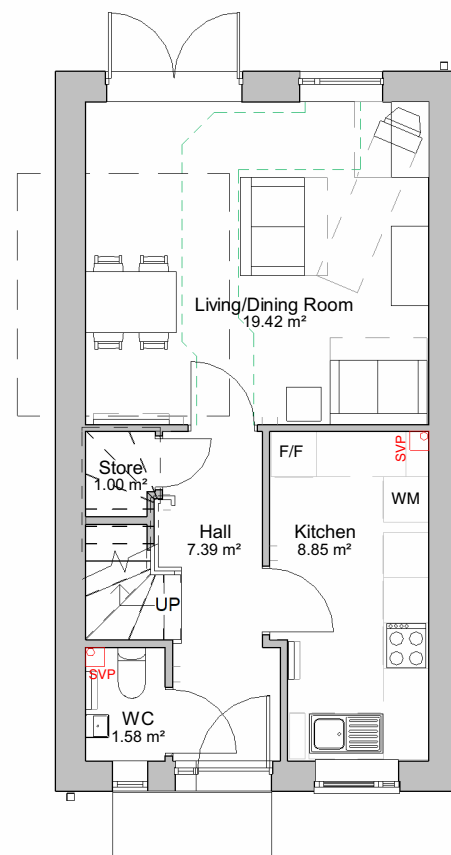 Living/Dining Room
19.42 m²
Store
1.00 m²
F/F
SVP
WM
Hall
7.39 m²
Kitchen
8.85 m²
UP
SVP
WC
1.58 m²